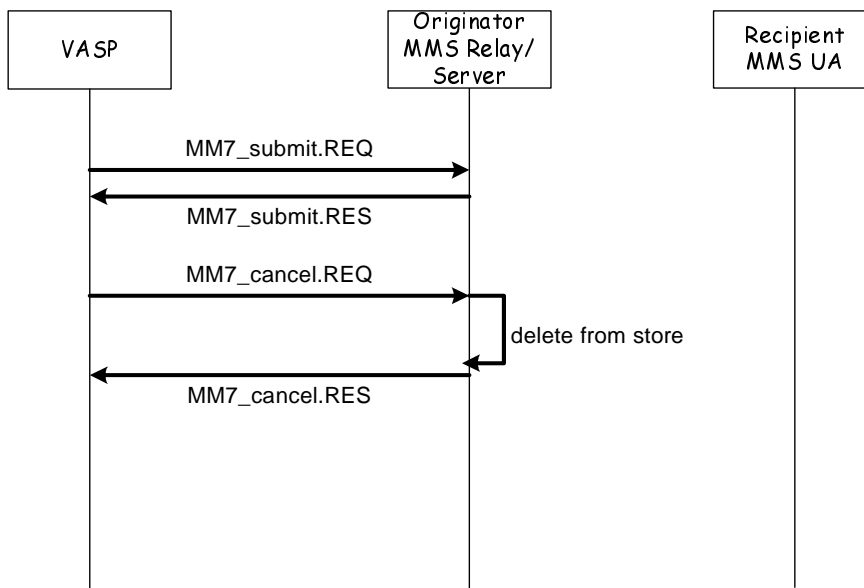 VASP
Originator
MMS Relay/
Server
Recipient
MMS UA
MM7_submit.REQ
MM7_submit.RES
MM7_cancel.REQ
delete from store
MM7_cancel.RES